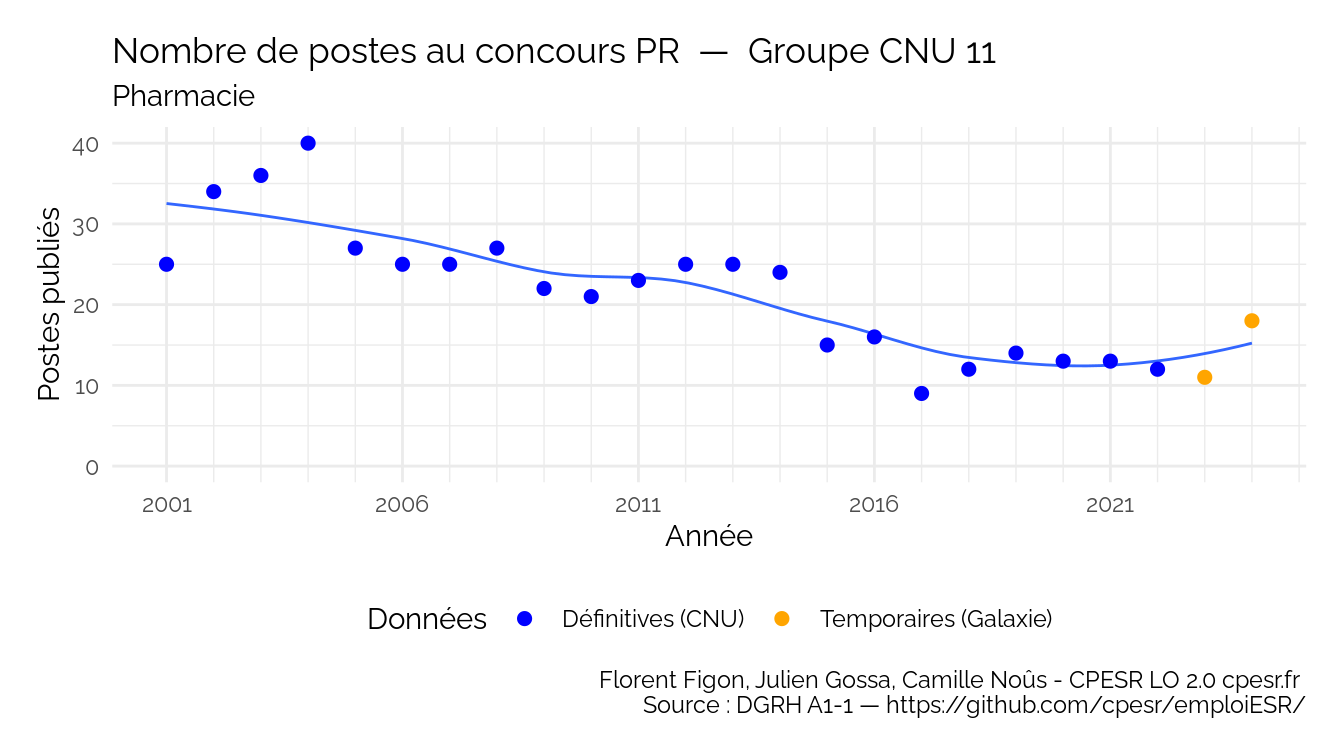 Nombre de postes au concours PR — Groupe CNU 11
Pharmacie
Postes publiés
40
30
20
10
0
2001 2006 2011 2016 2021
Année
Données Définitives (CNU) Temporaires (Galaxie)
Florent Figon, Julien Gossa, Camille Noûs - CPESR LO 2.0 cpesr.fr
Source : DGRH A1-1 — https://github.com/cpesr/emploiESR/